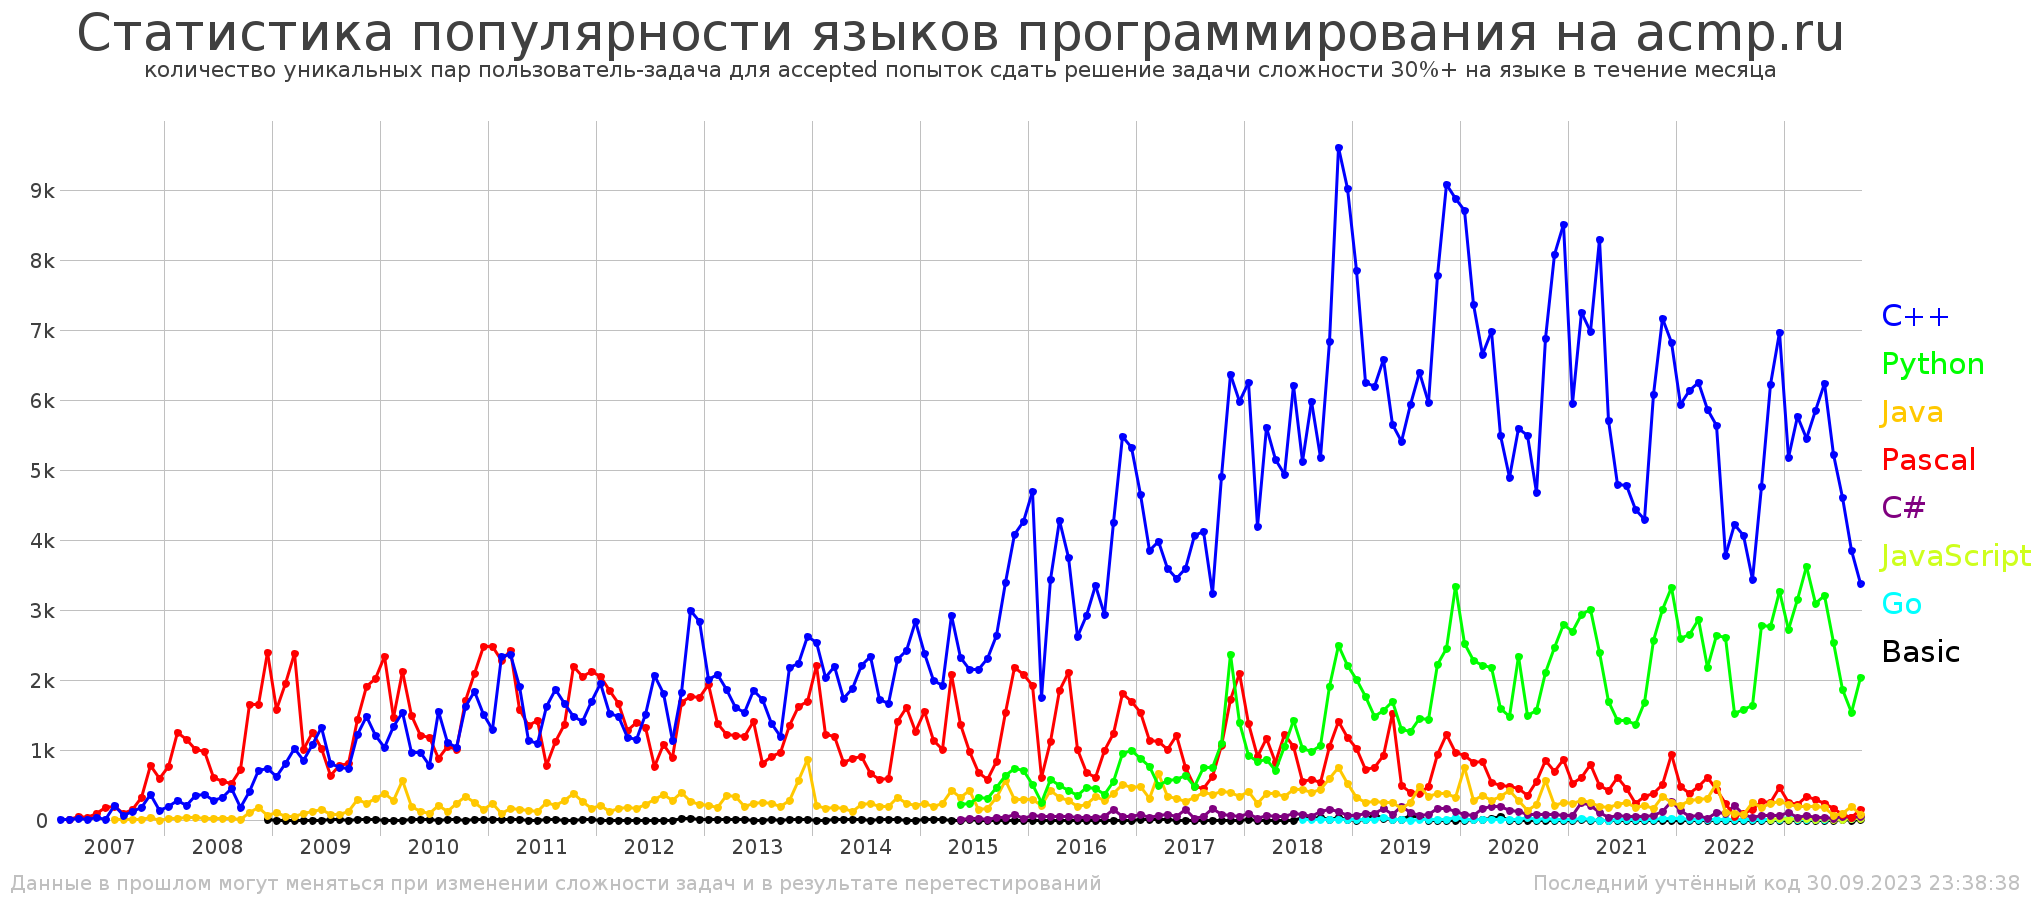 Статистика популярности языков программирования на acmp.ru
количество уникальных пар пользователь-задача для accepted попыток сдать решение задачи сложности 30%+ на языке в течение месяца
9k
8k
7k
6k
5k
4k
3k
2k
1k
0
C++
Python
Java
Pascal
C#
JavaScript
Go
Basic
2007 2008 2009 2010 2011 2012 2013 2014 2015 2016 2017 2018 2019 2020 2021 2022
Данные в прошлом могут меняться при изменении сложности задач и в результате перетестирований
Последний учтённый код 30.09.2023 23:38:38